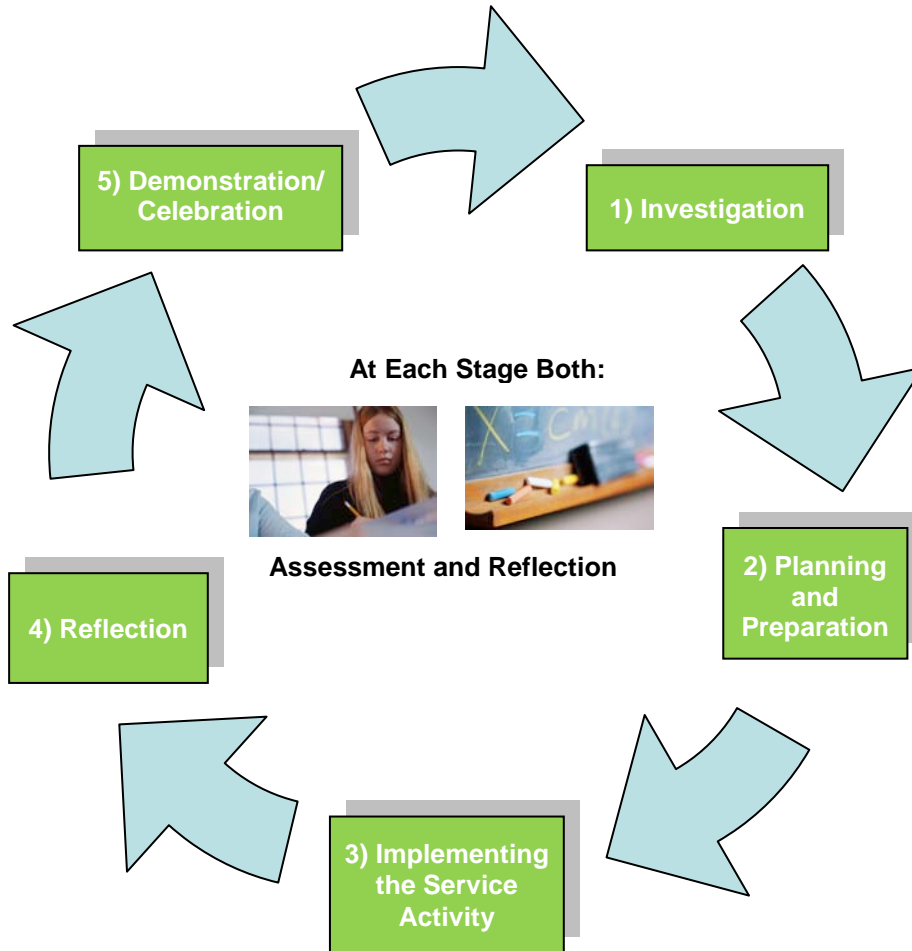 5) Demonstration/
Celebration
1) Investigation
At Each Stage Both:
Assessment and Reflection
2) Planning
and
Preparation
4) Reflection
3) Implementing
the Service
Activity